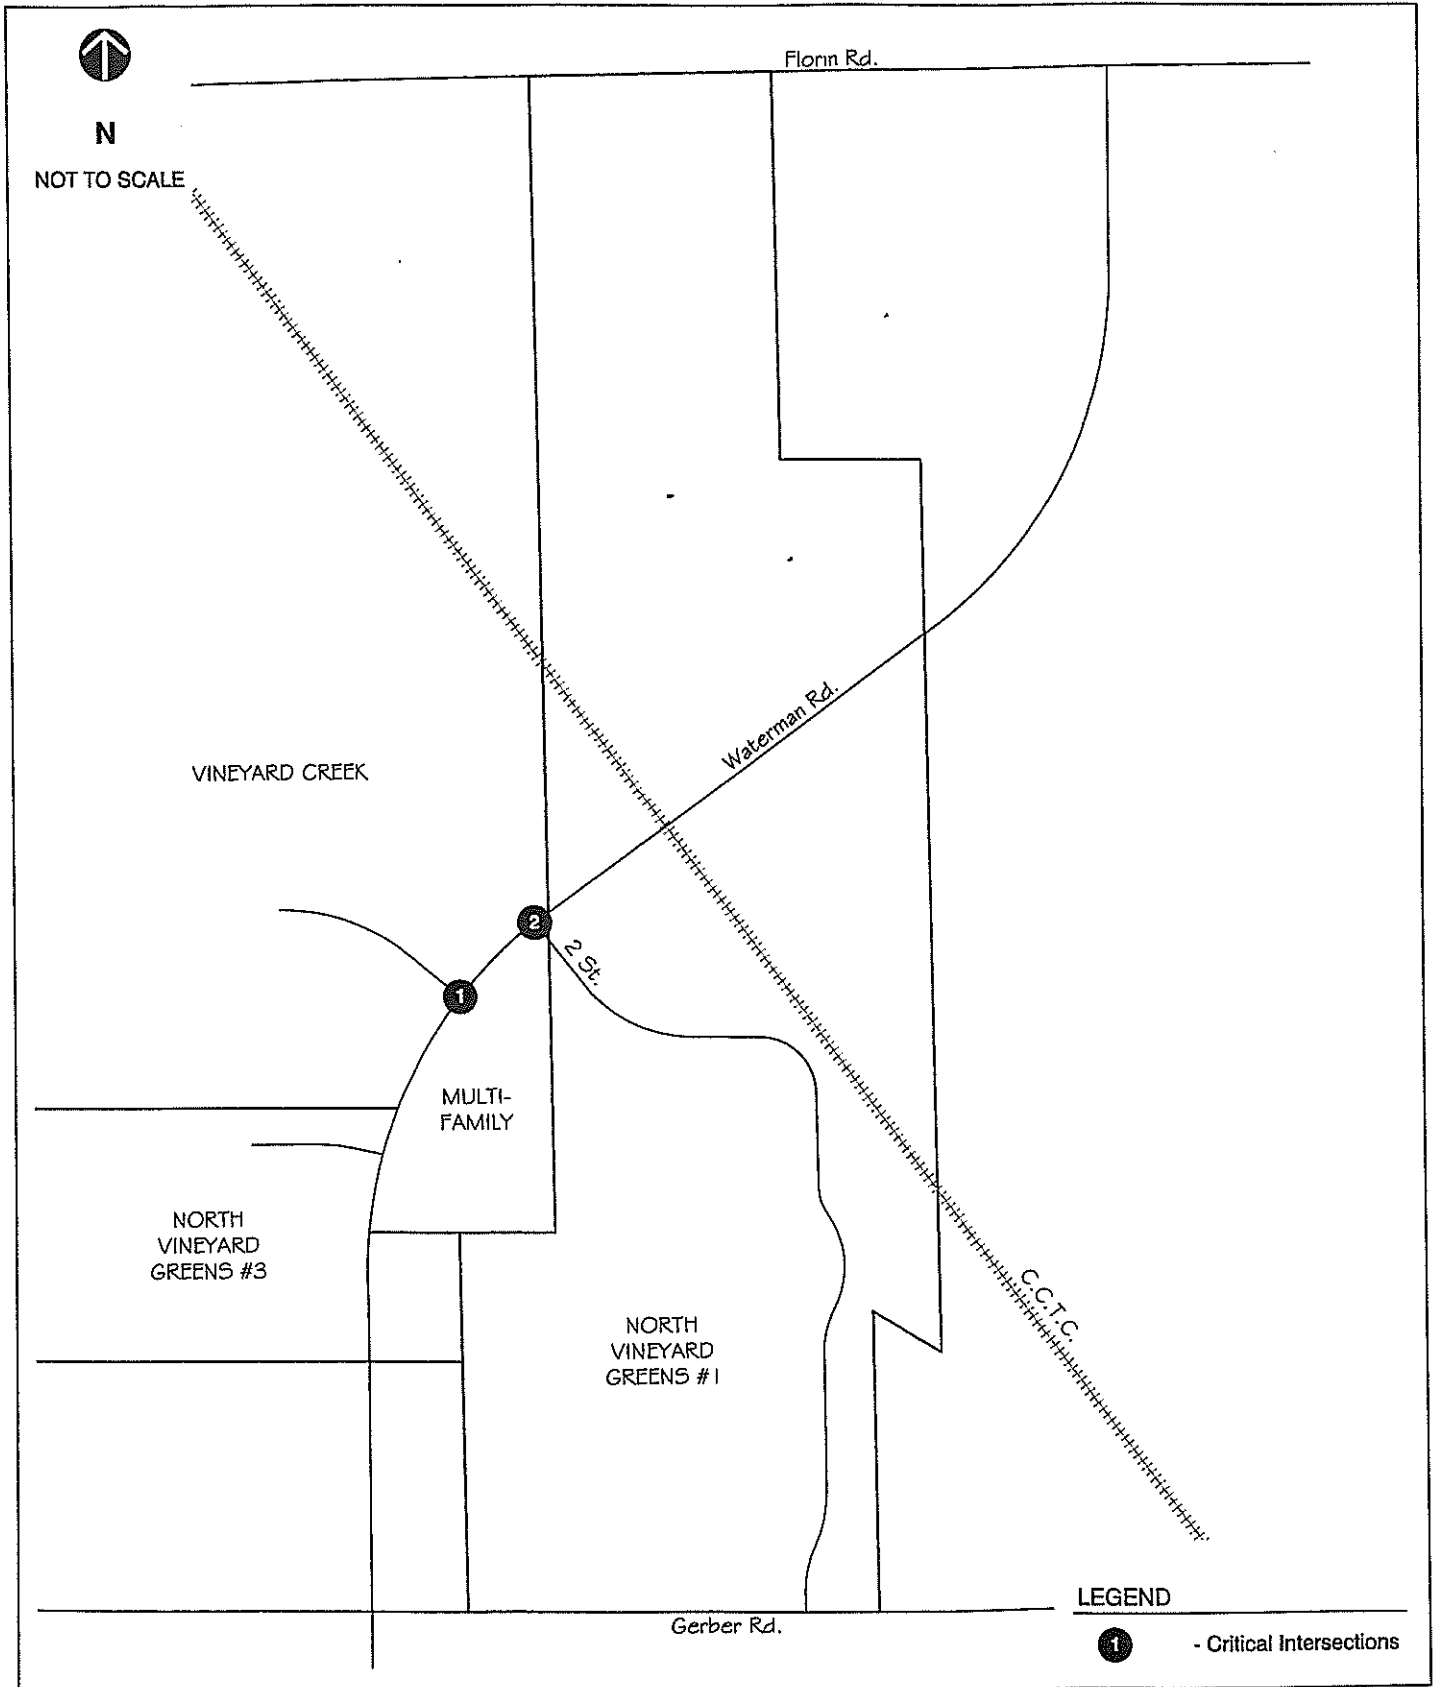 Florin Rd.
N
NOT TO SCALE
Waterman Rd.
VINEYARD CREEK
2
2 St.
1
MULTI-
FAMILY
NORTH
VINEYARD
GREENS #3
C.C.T.C.
NORTH
VINEYARD
GREENS #1
LEGEND
Gerber Rd.
1 - Critical Intersections